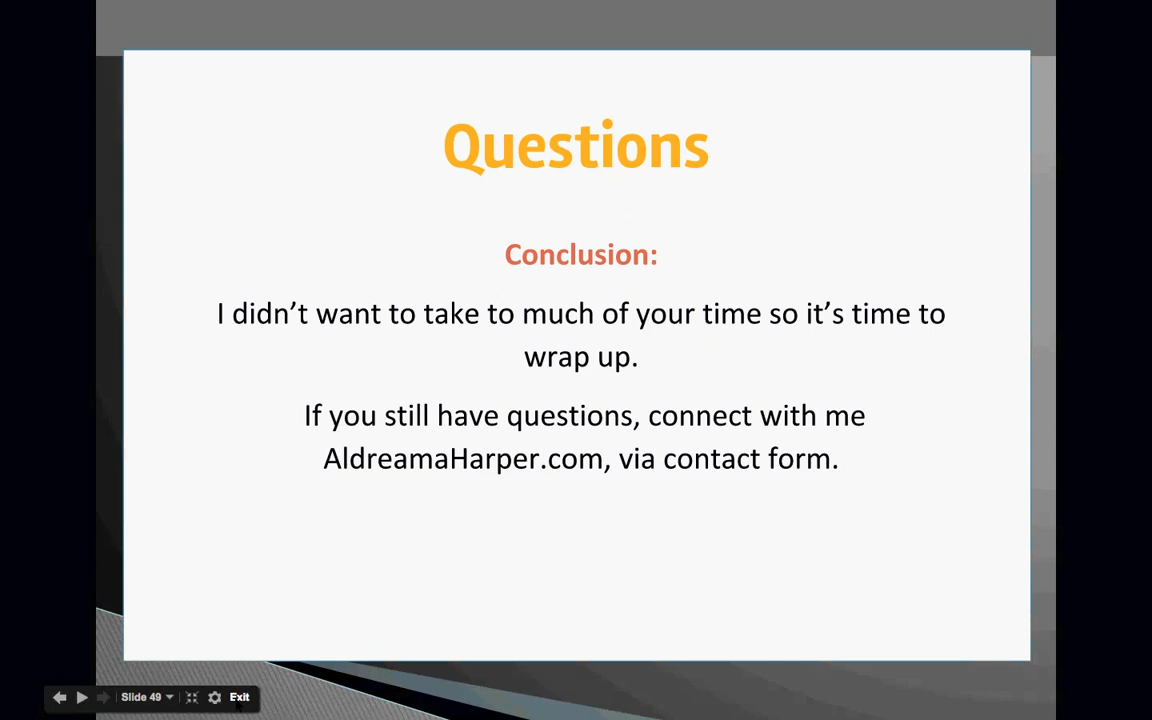 Questions
Conclusion:
I didn’t want to take to much of your time so it’s time to
wrap up.
If you still have questions, connect with me
AldreamaHarper.com, via contact form.
Slide 49
Exit